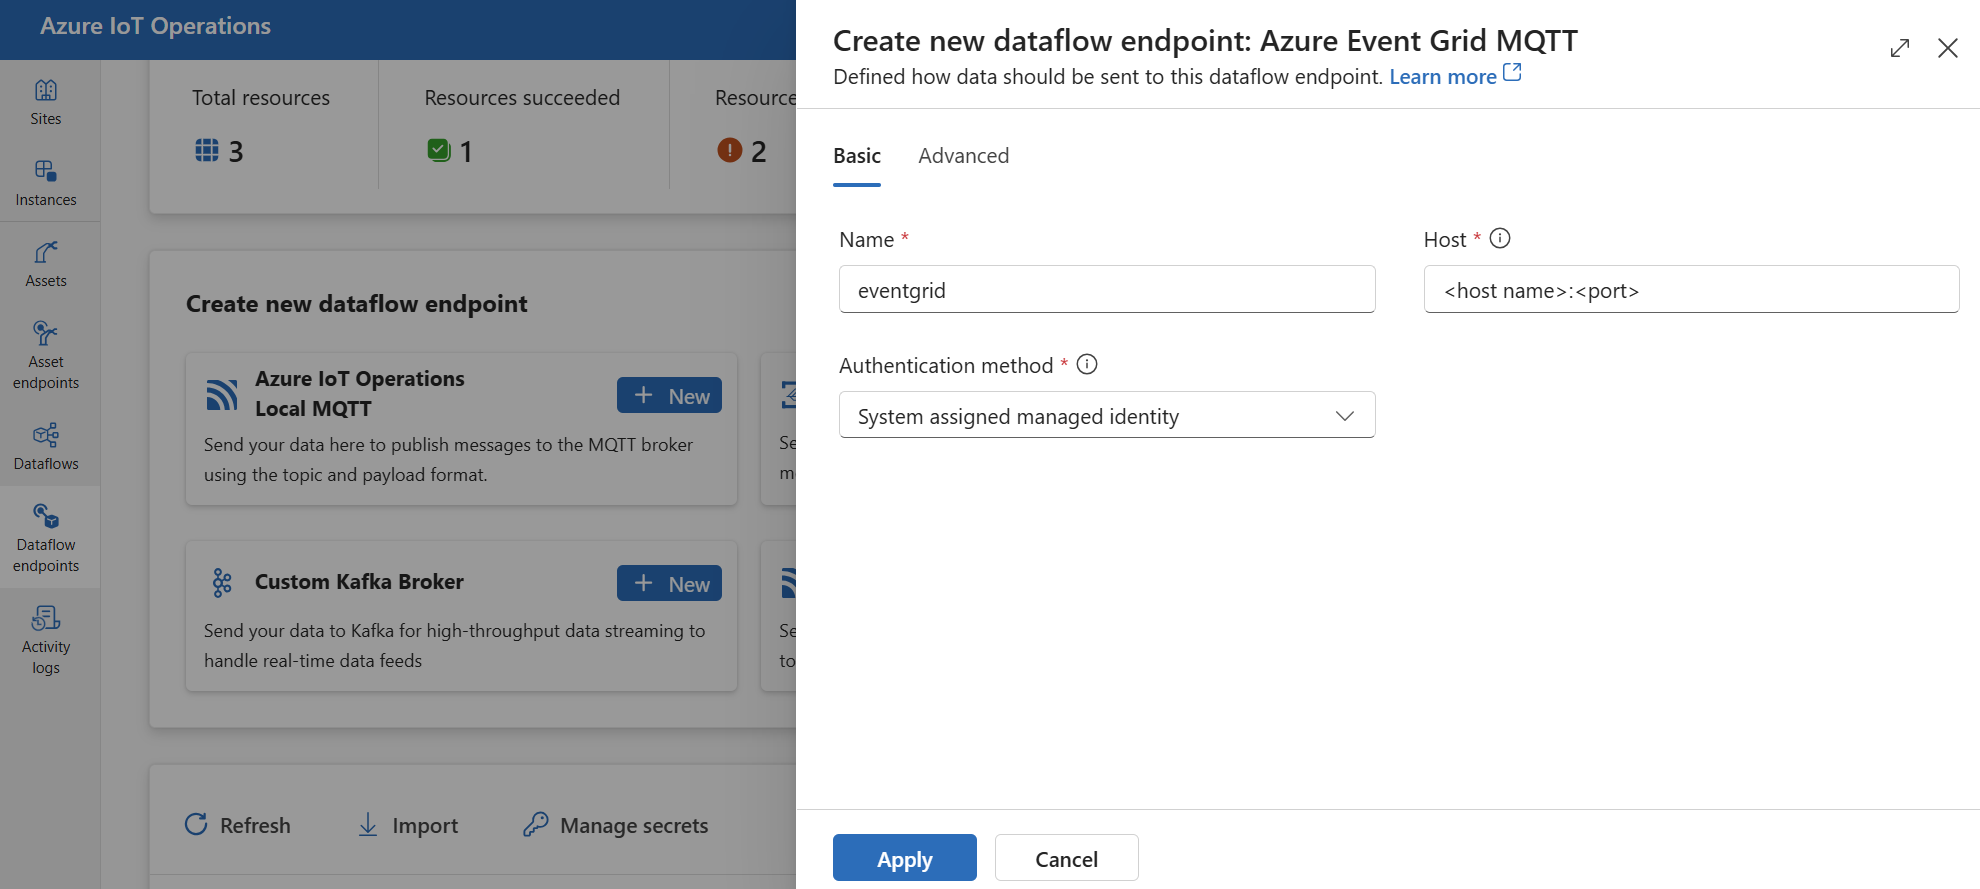 Azure IoT Operations
Sites
Instances
Assets
Asset
endpoints
Dataflows
Dataflow
endpoints
Activity
logs
Total resources
3
Resources succeeded
1
Resource
2
Create new dataflow endpoint
Azure IoT Operations
Local MQTT
+ New
Send your data here to publish messages to the MQTT broker
using the topic and payload format.
Se
m
Custom Kafka Broker
+ New
Send your data to Kafka for high-throughput data streaming to
handle real-time data feeds
Se
to
Refresh
Import
Manage secrets
Create new dataflow endpoint: Azure Event Grid MQTT
Defined how data should be sent to this dataflow endpoint. Learn more
Basic
Advanced
Name *
eventgrid
Host *
<host name>:<port>
Authentication method *
System assigned managed identity
Apply
Cancel